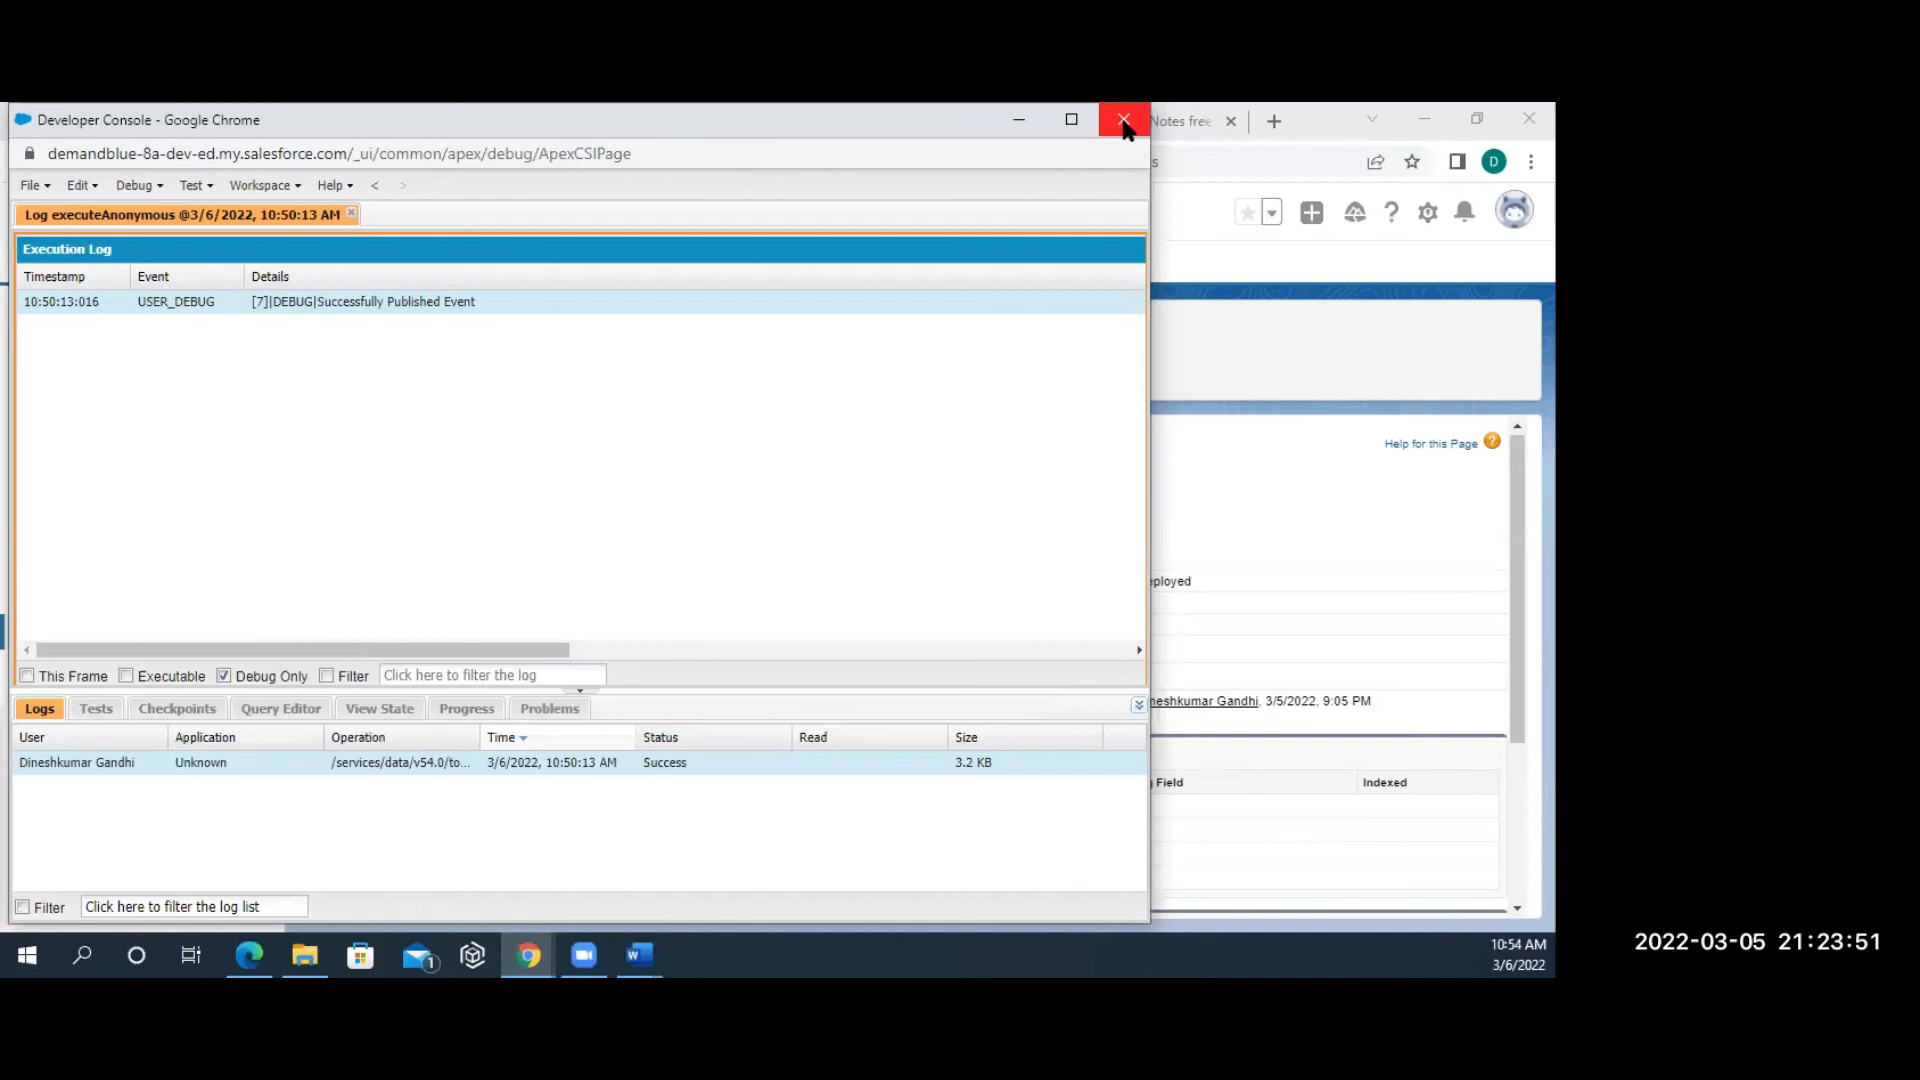 Developer Console - Google Chrome
Notes free
demandblue-8a-dev-ed.my.salesforce.com/_ui/common/apex/debug/ApexCSIPage
D
File Edit Debug Test Workspace Help < >
Log executeAnonymous @3/6/2022, 10:50:13 AM
Execution Log
Timestamp Event Details
10:50:13:016 USER_DEBUG [7]|DEBUG|Successfully Published Event
Help for this Page ?
eployed
This Frame Executable Debug Only Filter Click here to filter the log
neshkumar Gandhi, 3/5/2022, 9:05 PM
Logs Tests Checkpoints Query Editor View State Progress Problems
User Application Operation Time Status Read Size
Dineshkumar Gandhi Unknown /services/data/v54.0/to... 3/6/2022, 10:50:13 AM Success 3.2 KB
Field Indexed
Filter Click here to filter the log list
1
10:54 AM
3/6/2022
2022-03-05 21:23:51